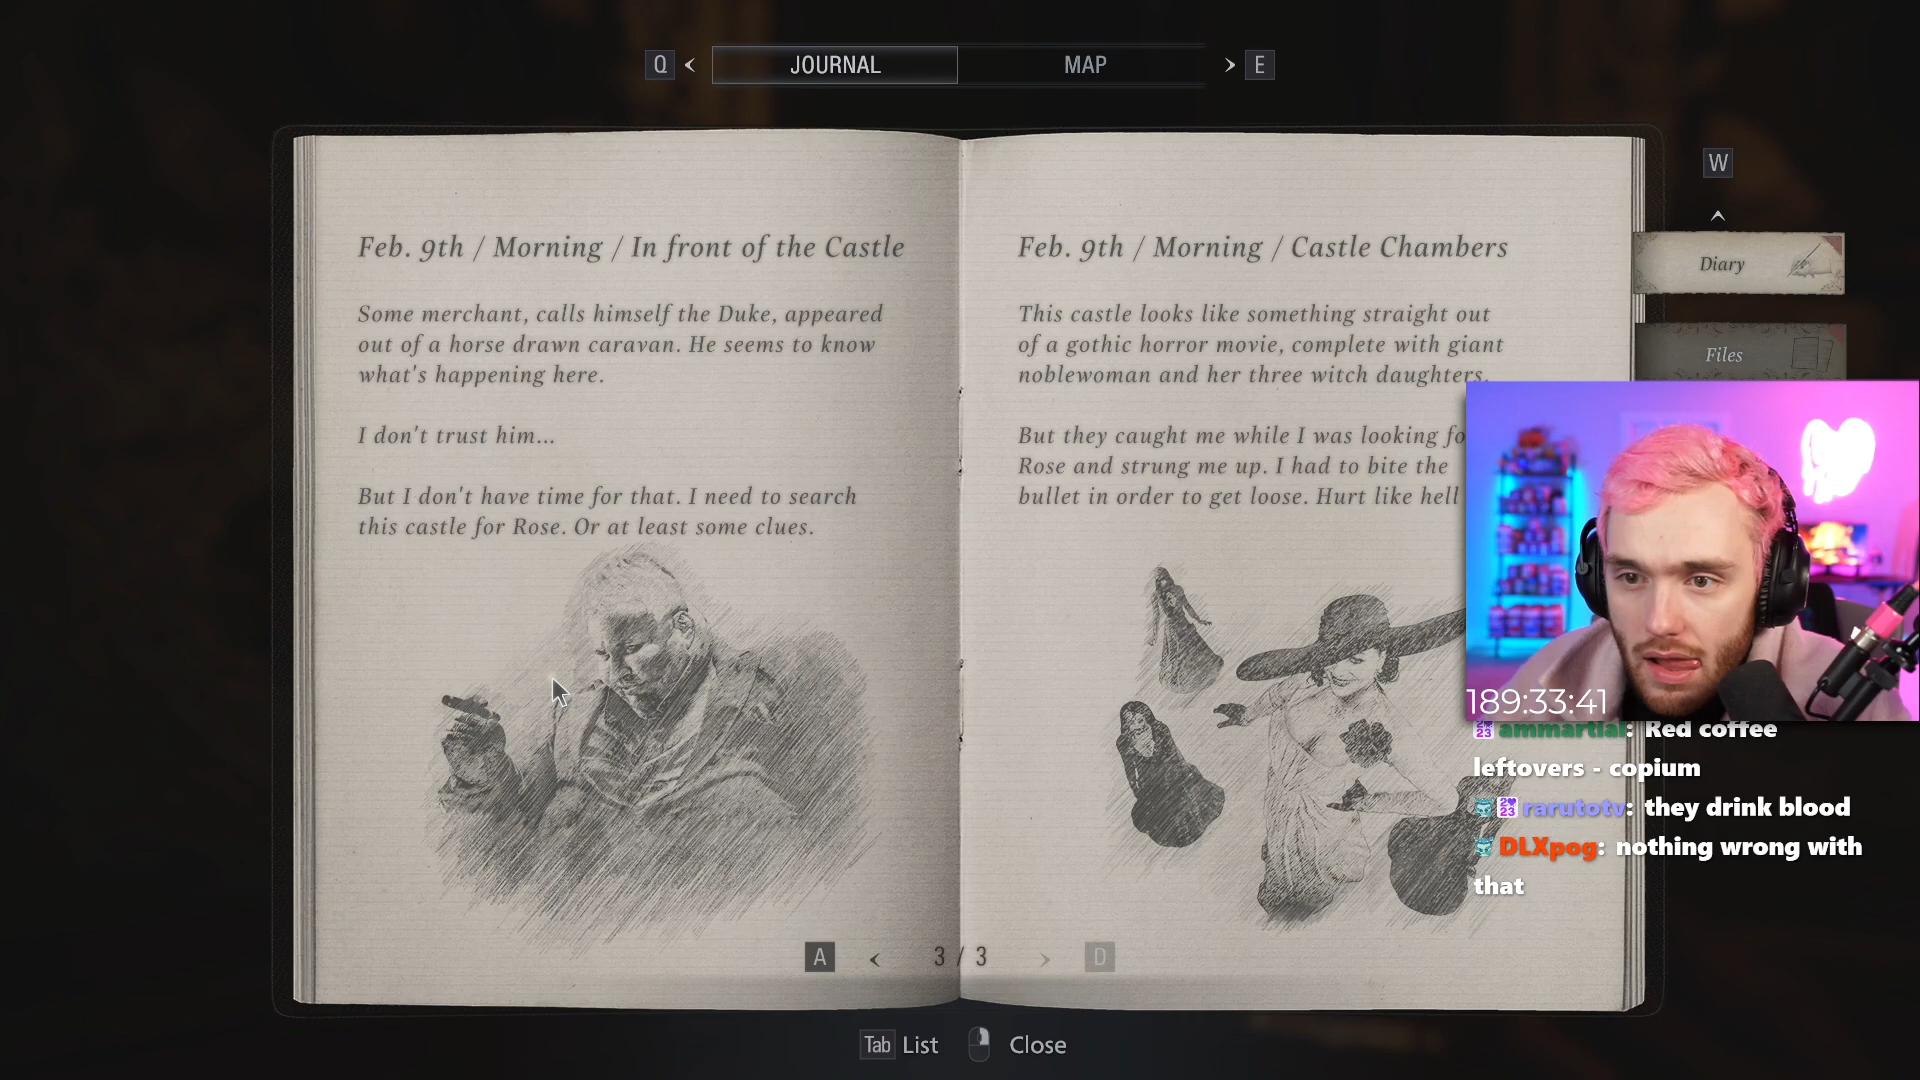 Q < JOURNAL MAP > E
W
Feb. 9th / Morning / In front of the Castle
Some merchant, calls himself the Duke, appeared
out of a horse drawn caravan. He seems to know
what's happening here.
I don't trust him...
But I don't have time for that. I need to search
this castle for Rose. Or at least some clues.
Feb. 9th / Morning / Castle Chambers
This castle looks like something straight out
of a gothic horror movie, complete with giant
noblewoman and her three witch daughters.
But they caught me while I was looking fo
Rose and strung me up. I had to bite the
bullet in order to get loose. Hurt like hell
Diary
Files
189:33:41
ammartial: Red coffee
leftovers - copium
rarutotv: they drink blood
DLXpog: nothing wrong with
that
A < 3 / 3 > D
Tab List Close